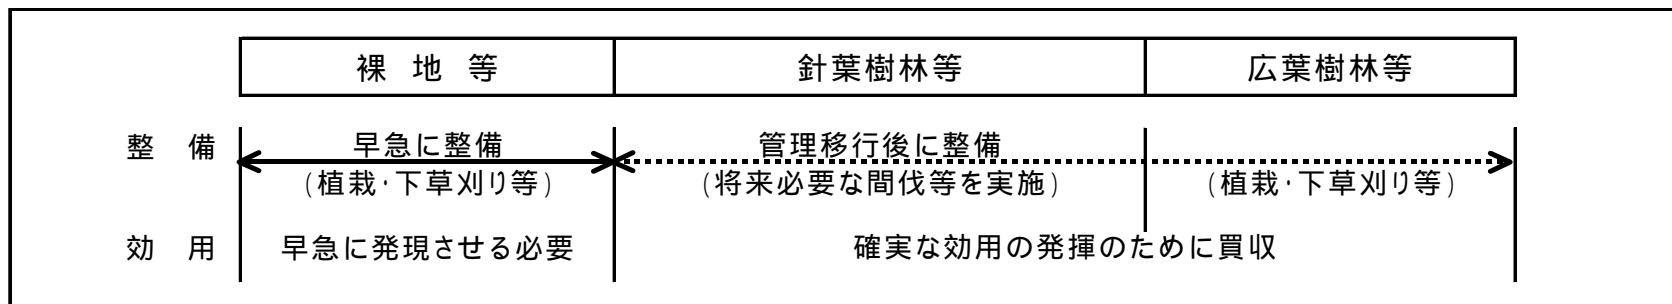 裸地等 針葉樹林等 広葉樹林等
整備 早急に整備 管理移行後に整備
(植栽・下草刈り等) (将来必要な間伐等を実施) (植栽・下草刈り等)
効用 早急に発現させる必要 確実な効用の発揮のために買収